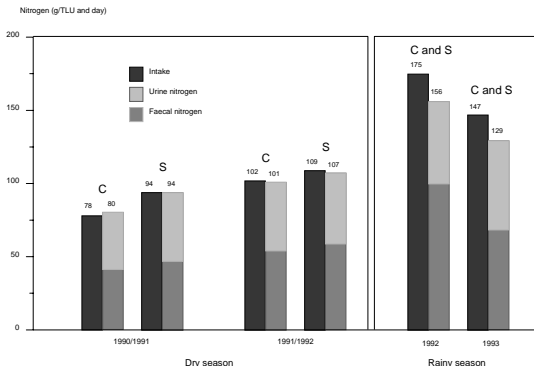 Nitrogen (g/TLU and day)
200
150
100
50
0
Intake
Urine nitrogen
Faecal nitrogen
C
S
C
S
C and S
C and S
78
80
94
94
102
101
109
107
175
156
147
129
1990/1991
1991/1992
1992
1993
Dry season
Rainy season